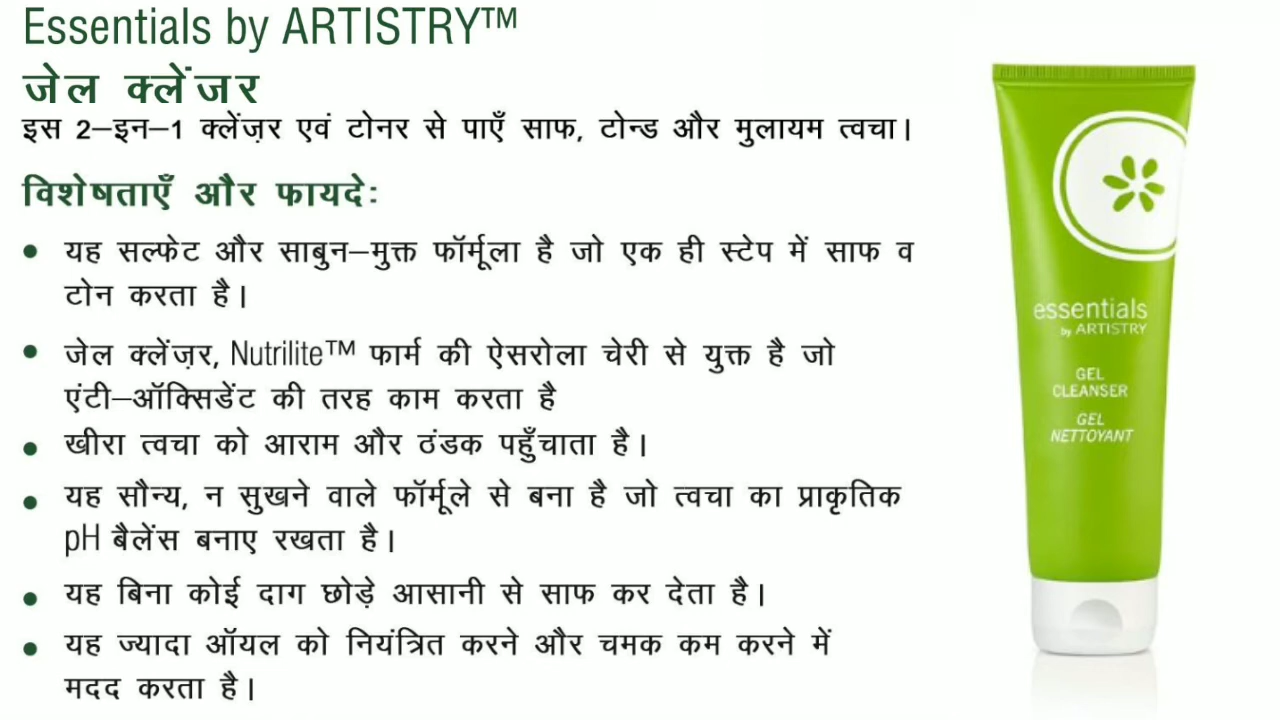 Essentials by ARTISTRY™
जेल क्लेंजर
इस 2–इन–1 क्लेंज़र एवं टोनर से पाएँ साफ, टोन्ड और मुलायम त्वचा।
विशेषताएँ और फायदेः
• यह सल्फेट और साबुन–मुक्त फॉर्मूला है जो एक ही स्टेप में साफ व
टोन करता है।
• जेल क्लेंज़र, Nutrilite™ फार्म की ऐसरोला चेरी से युक्त है जो
एंटी–ऑक्सिडेंट की तरह काम करता है
• खीरा त्वचा को आराम और ठंडक पहुँचाता है।
• यह सौन्य, न सुखने वाले फॉर्मूले से बना है जो त्वचा का प्राकृतिक
pH बैलेंस बनाए रखता है।
• यह बिना कोई दाग छोड़े आसानी से साफ कर देता है।
• यह ज्यादा ऑयल को नियंत्रित करने और चमक कम करने में
मदद करता है।
essentials
by ARTISTRY
GEL
CLEANSER
GEL
NETTOYANT